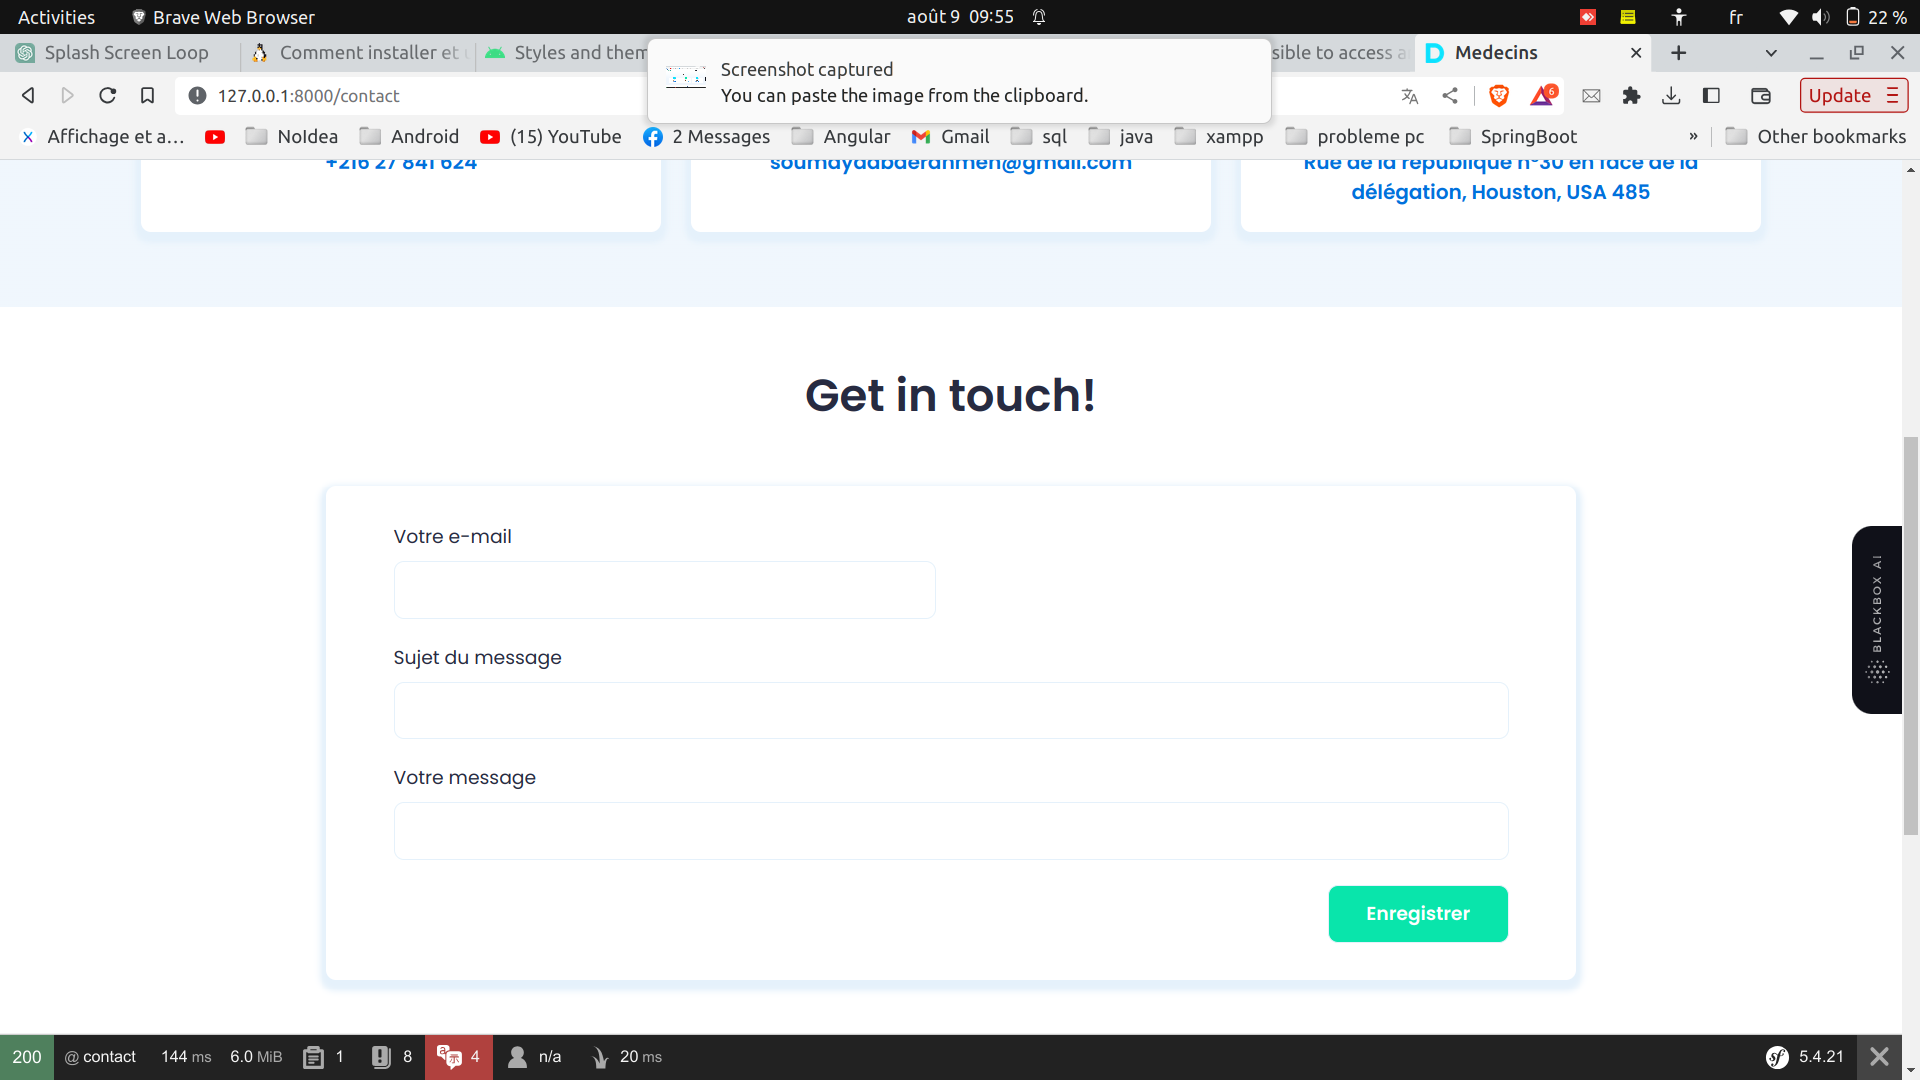 Activities
Brave Web Browser
août 9 09:55
fr
22 %
Splash Screen Loop
Comment installer et
Styles and them
sible to access a
Medecins
Screenshot captured
You can paste the image from the clipboard.
127.0.0.1:8000/contact
6
Update
Affichage et a...
NoIdea
Android
(15) YouTube
2 Messages
Angular
Gmail
sql
java
xampp
probleme pc
SpringBoot
»
Other bookmarks
+216 27 841 624
soumayaabderahmen@gmail.com
Rue de la république n°30 en face de la
délégation, Houston, USA 485
Get in touch!
Votre e-mail
Sujet du message
Votre message
Enregistrer
BLACKBOX AI
200
@ contact
144 ms
6.0 MiB
1
8
4
n/a
20 ms
sf
5.4.21